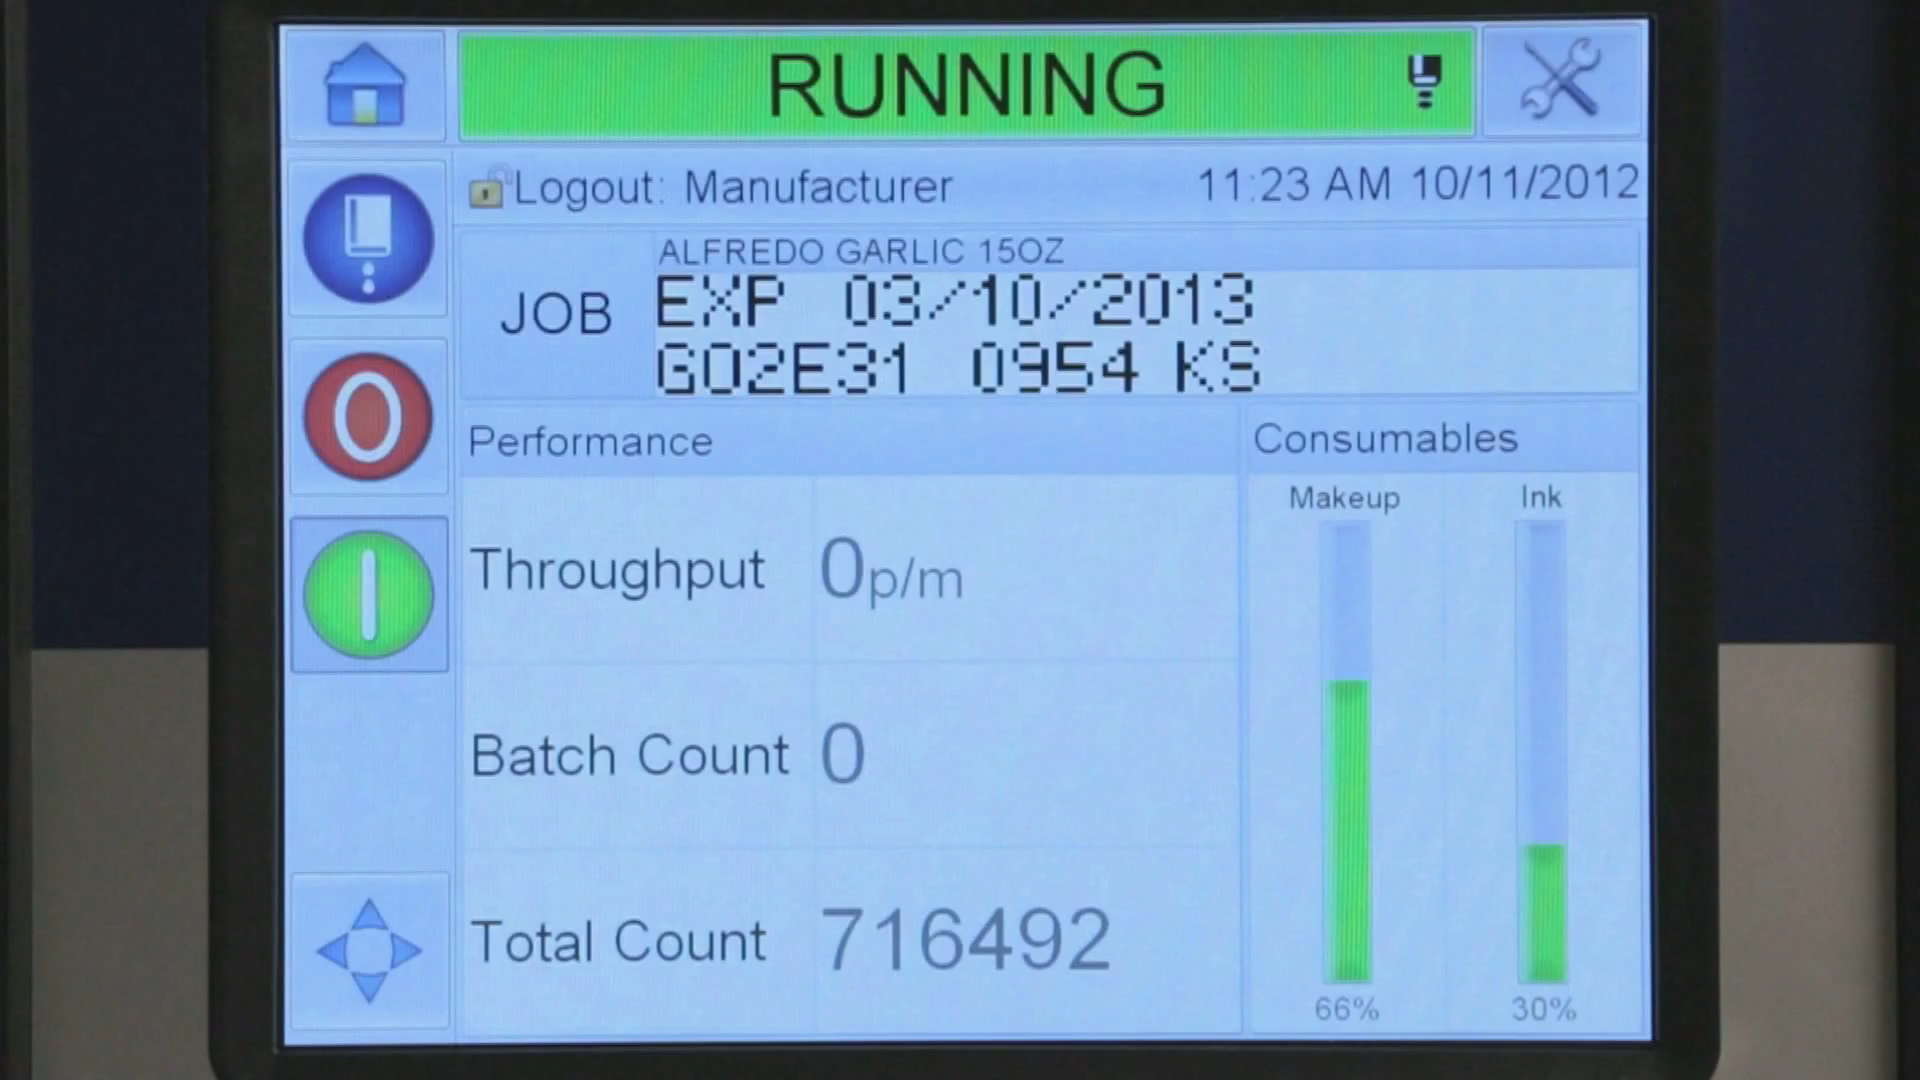 RUNNING
Logout: Manufacturer 11:23 AM 10/11/2012
ALFREDO GARLIC 15OZ
JOB
EXP 03/10/2013
G02E31 0954 KS
Performance
Consumables
Makeup Ink
Throughput 0p/m
Batch Count 0
Total Count 716492
66% 30%